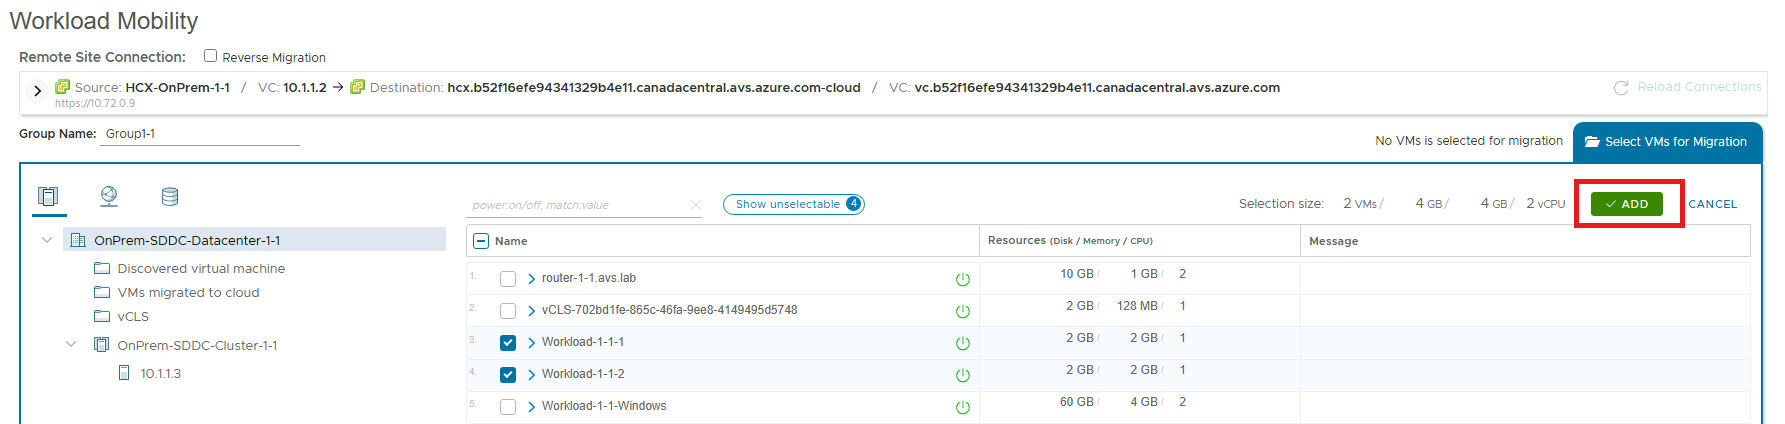 Workload Mobility
Remote Site Connection: Reverse Migration
Source: HCX-OnPrem-1-1 / VC: 10.1.1.2 → Destination: hcx.b52f16efe94341329b4e11.canadacentral.avs.azure.com-cloud / VC: vc.b52f16efe94341329b4e11.canadacentral.avs.azure.com Reload Connections
https://10.72.0.9
Group Name: Group1-1
No VMs is selected for migration Select VMs for Migration
power:on/off, match:value Show unselectable 4 Selection size: 2 VMs / 4 GB / 4 GB / 2 vCPU ADD CANCEL
OnPrem-SDDC-Datacenter-1-1
Discovered virtual machine
VMs migrated to cloud
vCLS
OnPrem-SDDC-Cluster-1-1
10.1.1.3
Name Resources (Disk / Memory / CPU) Message
1. router-1-1.avs.lab 10 GB / 1 GB / 2
2. vCLS-702bd1fe-865c-46fa-9ee8-4149495d5748 2 GB / 128 MB / 1
3. Workload-1-1-1 2 GB / 2 GB / 1
4. Workload-1-1-2 2 GB / 2 GB / 1
5. Workload-1-1-Windows 60 GB / 4 GB / 2